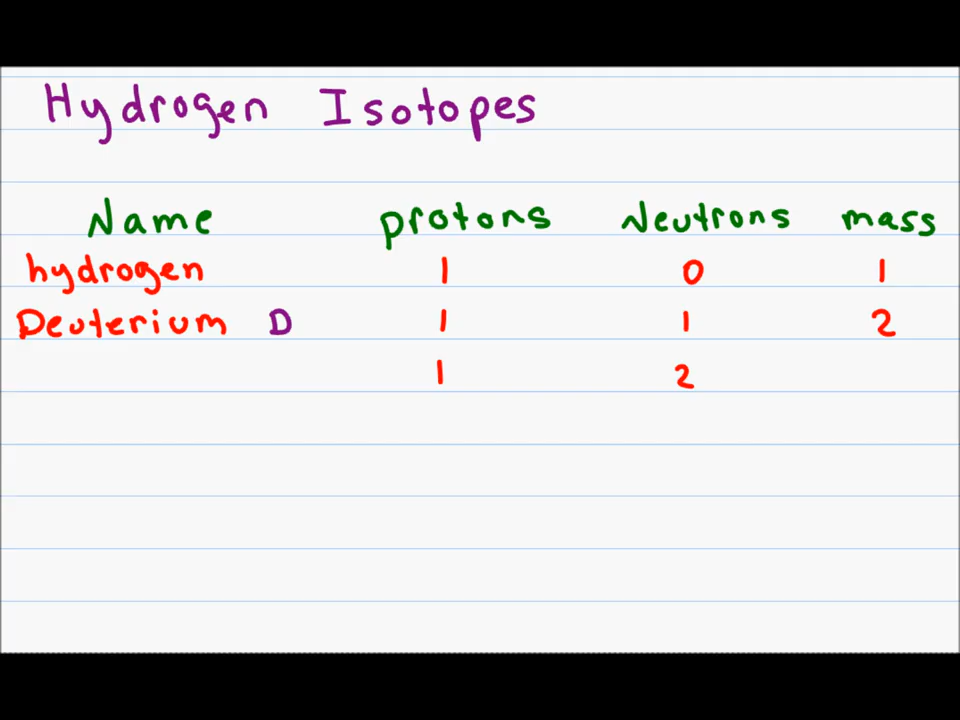 Hydrogen Isotopes
Name protons Neutrons mass
hydrogen 1 0 1
Deuterium D 1 1 2
1 2